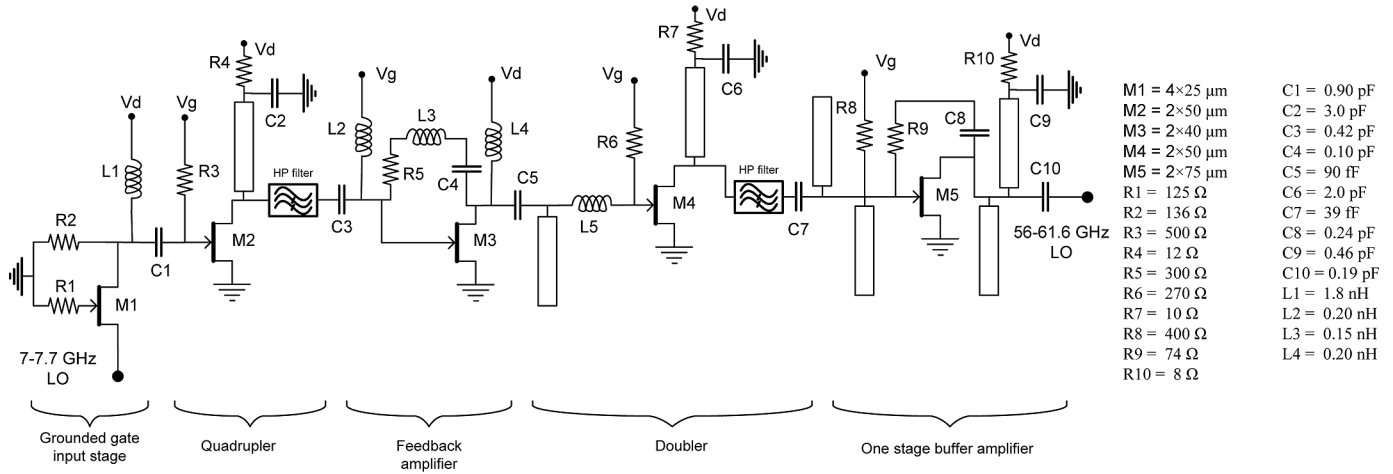 Vd
R7
C6
Vd
R4
C2
Vg
L2
L3
R5
C4
Vd
L4
C5
Vg
R6
L5
M4
HP filter
C7
Vg
R8
R9
C8
Vd
R10
C9
C10
M5
56-61.6 GHz
LO
Vd
Vg
L1
R3
HP filter
C3
M3
R2
C1
M2
R1
M1
7-7.7 GHz
LO
Grounded gate
input stage
Quadrupler
Feedback
amplifier
Doubler
One stage buffer amplifier
M1 = 4×25 μm
M2 = 2×50 μm
M3 = 2×40 μm
M4 = 2×50 μm
M5 = 2×75 μm
R1 = 125 Ω
R2 = 136 Ω
R3 = 500 Ω
R4 = 12 Ω
R5 = 300 Ω
R6 = 270 Ω
R7 = 10 Ω
R8 = 400 Ω
R9 = 74 Ω
R10 = 8 Ω
C1 = 0.90 pF
C2 = 3.0 pF
C3 = 0.42 pF
C4 = 0.10 pF
C5 = 90 fF
C6 = 2.0 pF
C7 = 39 fF
C8 = 0.24 pF
C9 = 0.46 pF
C10 = 0.19 pF
L1 = 1.8 nH
L2 = 0.20 nH
L3 = 0.15 nH
L4 = 0.20 nH